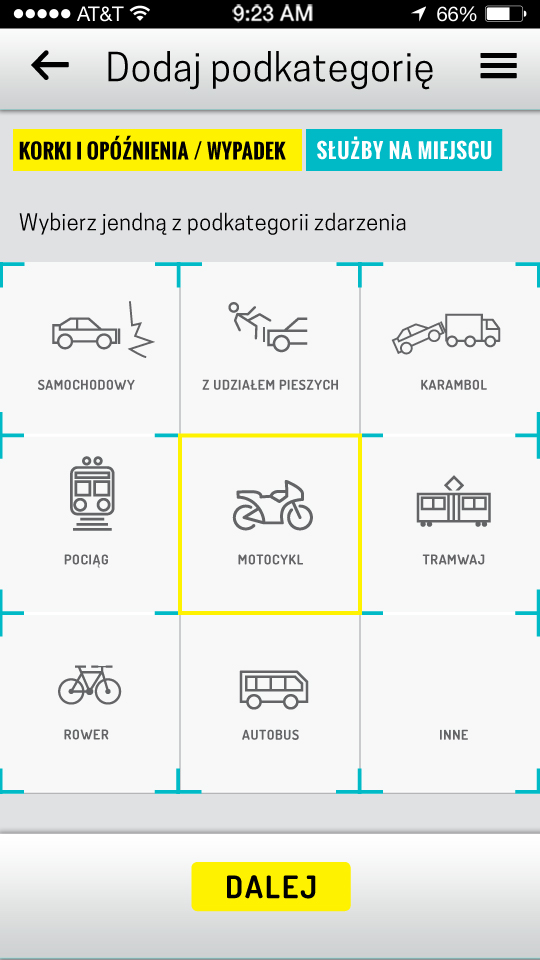 AT&T 9:23 AM 66%
Dodaj podkategorię
KORKI I OPÓŹNIENIA / WYPADEK SŁUŻBY NA MIEJSCU
Wybierz jendną z podkategorii zdarzenia
SAMOCHODOWY Z UDZIAŁEM PIESZYCH KARAMBOL
POCIĄG MOTOCYKL TRAMWAJ
ROWER AUTOBUS INNE
DALEJ